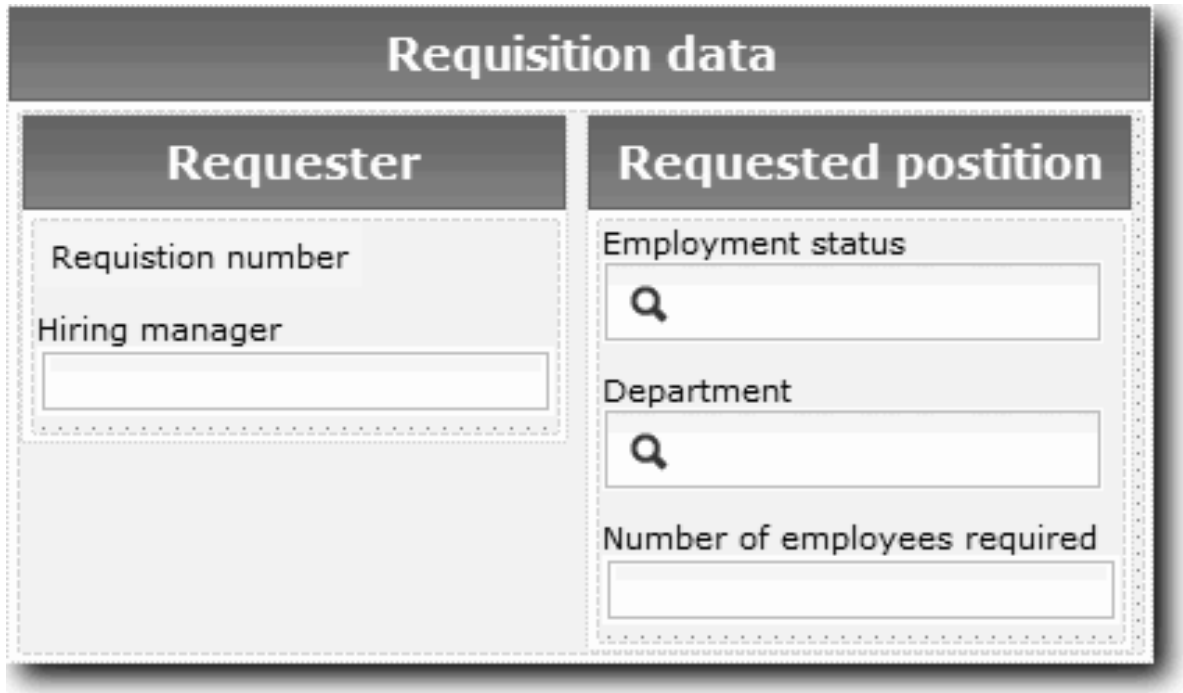 Requisition data
Requester
Requistion number
Hiring manager
Requested postition
Employment status
Department
Number of employees required